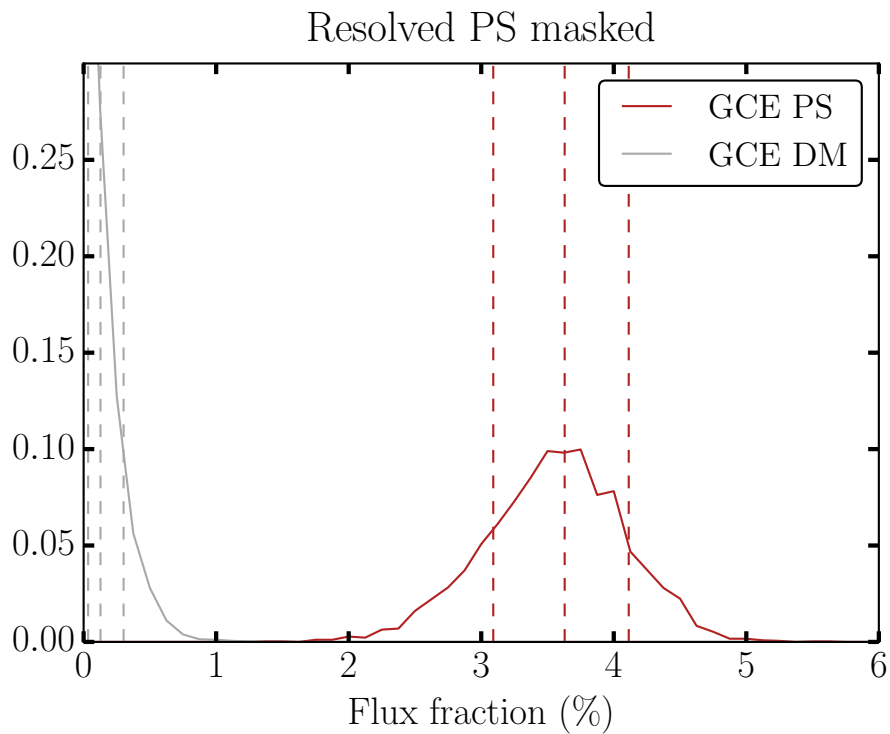 Resolved PS masked
GCE PS
GCE DM
0.25
0.20
0.15
0.10
0.05
0.00
0 1 2 3 4 5 6
Flux fraction (%)